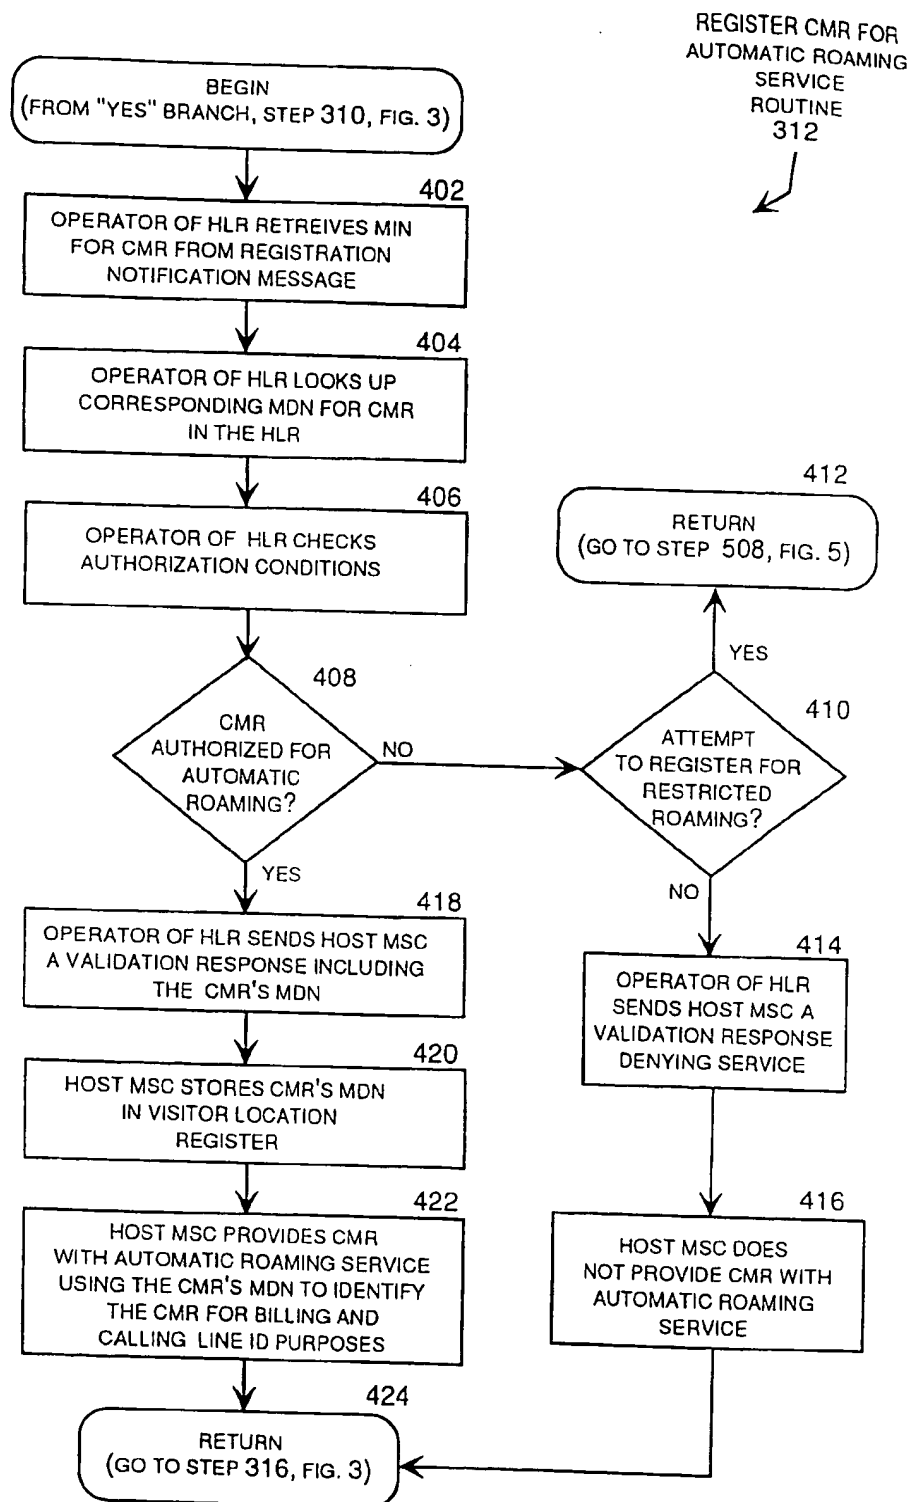 REGISTER CMR FOR
AUTOMATIC ROAMING
SERVICE
ROUTINE
312
BEGIN
(FROM "YES" BRANCH, STEP 310, FIG. 3)
402
OPERATOR OF HLR RETREIVES MIN
FOR CMR FROM REGISTRATION
NOTIFICATION MESSAGE
404
OPERATOR OF HLR LOOKS UP
CORRESPONDING MDN FOR CMR
IN THE HLR
406
OPERATOR OF HLR CHECKS
AUTHORIZATION CONDITIONS
408
CMR
AUTHORIZED FOR
AUTOMATIC
ROAMING?
NO
YES
410
ATTEMPT
TO REGISTER FOR
RESTRICTED
ROAMING?
YES
NO
412
RETURN
(GO TO STEP 508, FIG. 5)
414
OPERATOR OF HLR
SENDS HOST MSC A
VALIDATION RESPONSE
DENYING SERVICE
416
HOST MSC DOES
NOT PROVIDE CMR WITH
AUTOMATIC ROAMING
SERVICE
418
OPERATOR OF HLR SENDS HOST MSC
A VALIDATION RESPONSE INCLUDING
THE CMR'S MDN
420
HOST MSC STORES CMR'S MDN
IN VISITOR LOCATION
REGISTER
422
HOST MSC PROVIDES CMR
WITH AUTOMATIC ROAMING SERVICE
USING THE CMR'S MDN TO IDENTIFY
THE CMR FOR BILLING AND
CALLING LINE ID PURPOSES
424
RETURN
(GO TO STEP 316, FIG. 3)